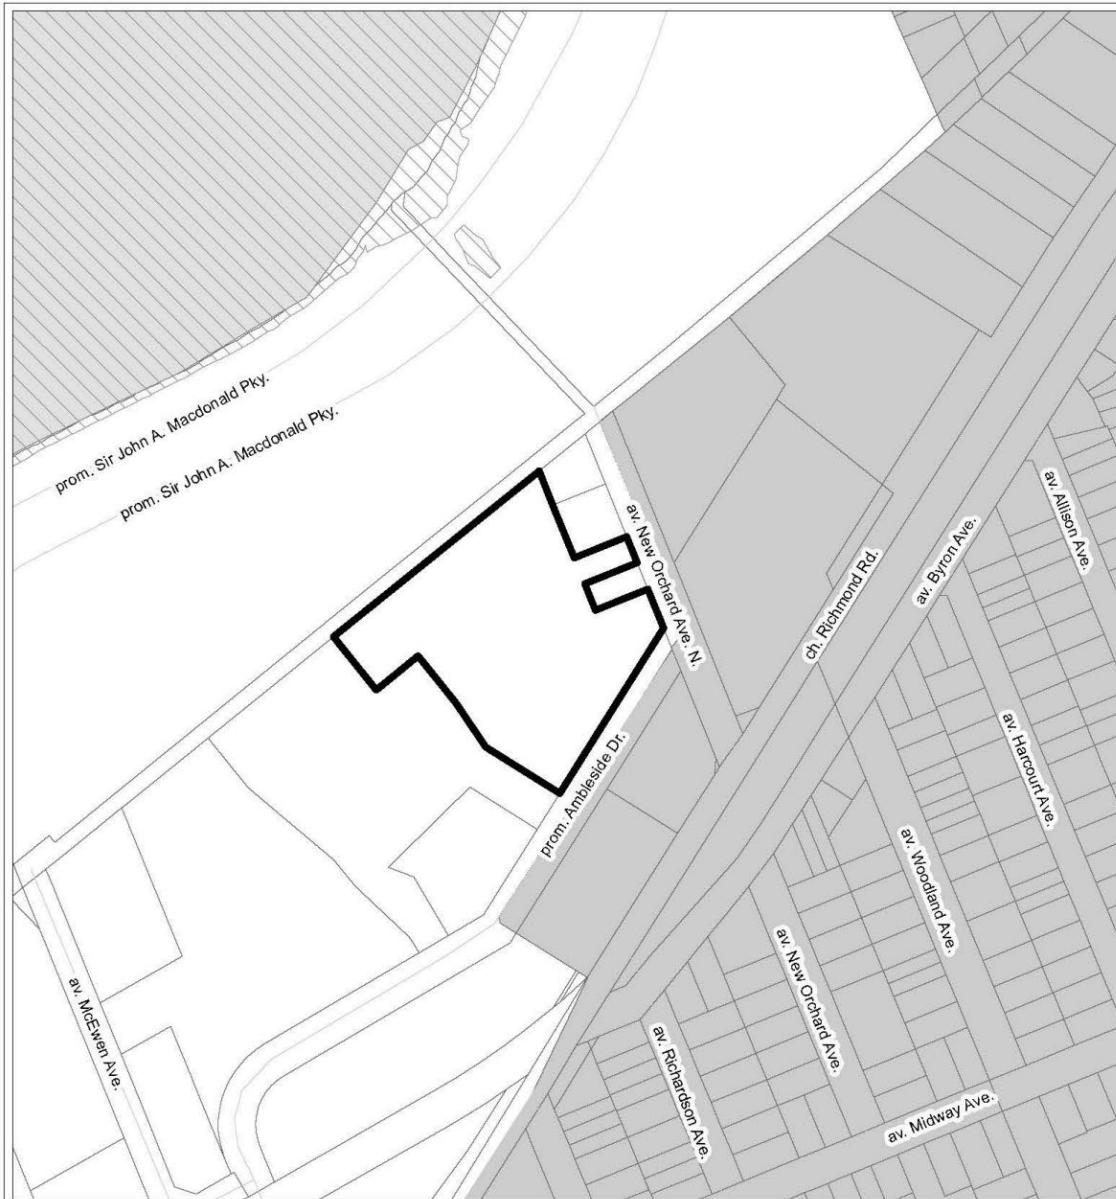 prom. Sir John A. Macdonald Pky.
prom. Sir John A. Macdonald Pky.
av. Allison Ave.
av. New Orchard Ave. N.
av. Byron Ave.
ch. Richmond Rd.
av. Harcourt Ave.
prom. Ambleside Dr.
av. Woodland Ave.
av. New Orchard Ave.
av. McEwen Ave.
av. Richardson Ave.
av. Midway Ave.